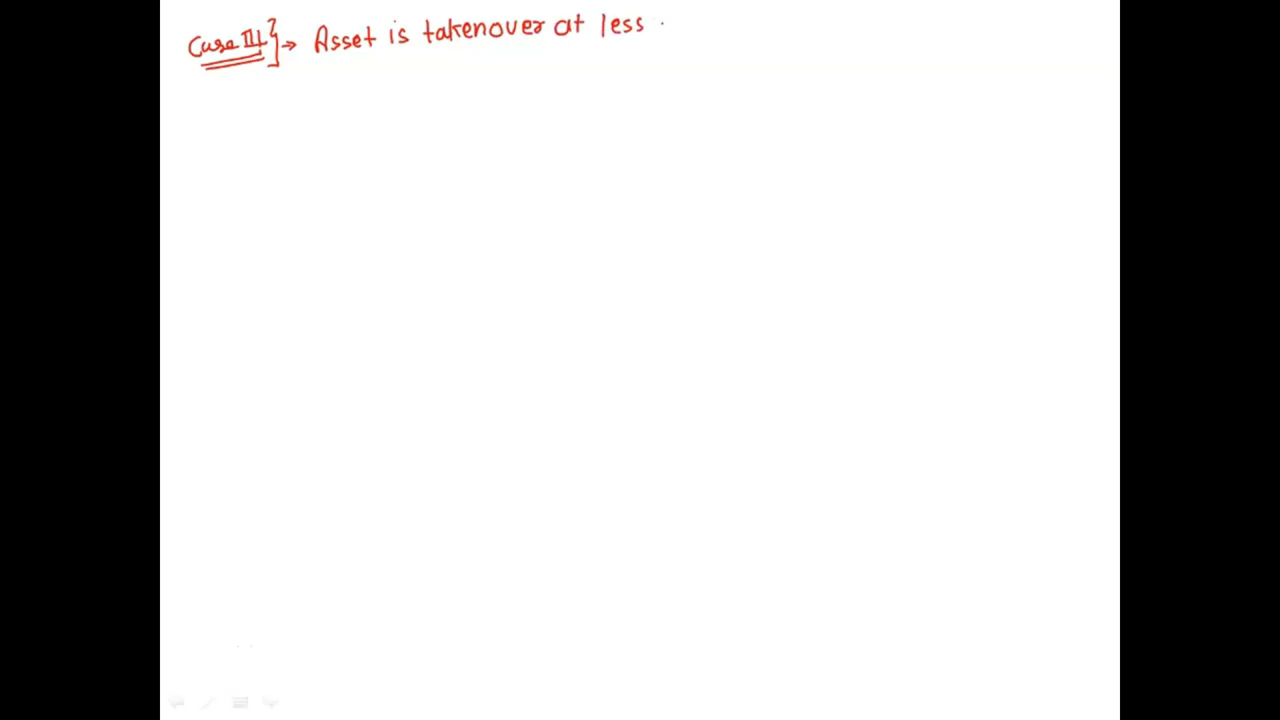 Case III} → Asset is takenover at less